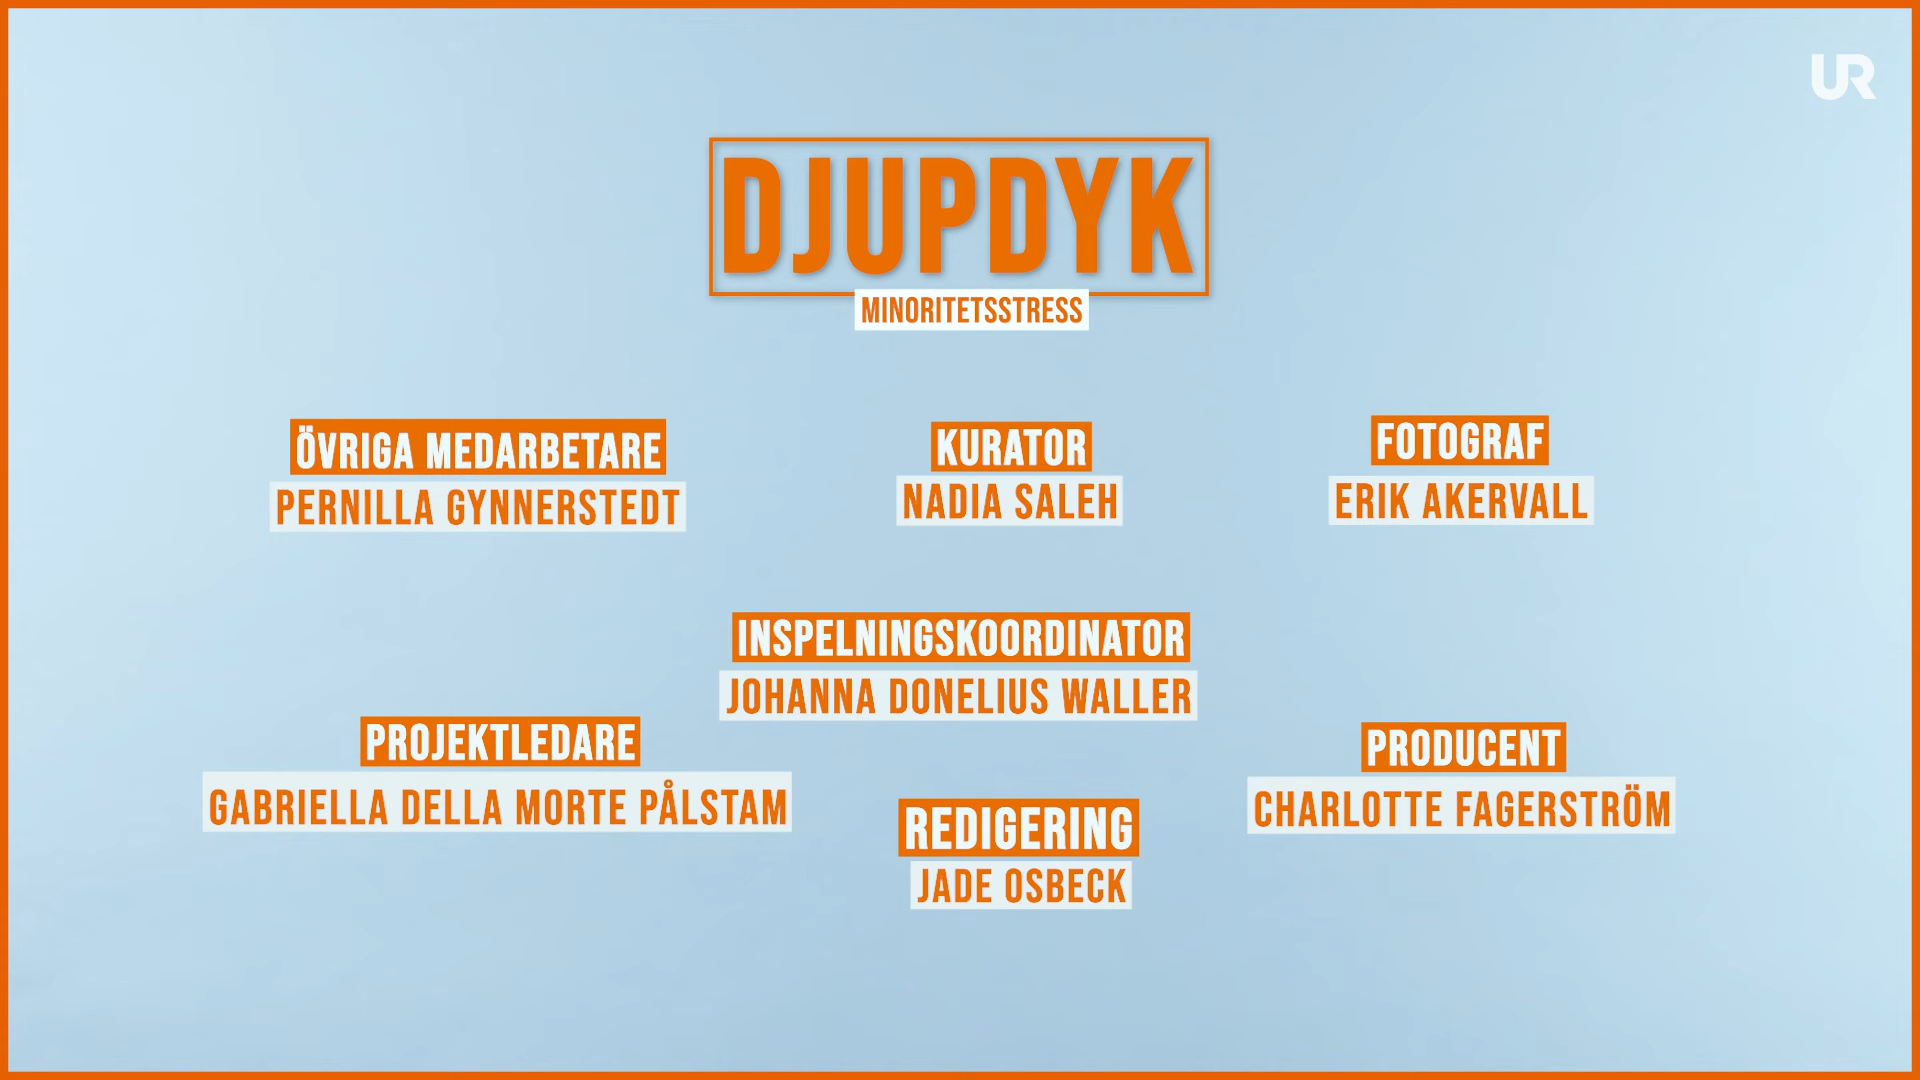 UR
DJUPDYK
MINORITETSSTRESS
ÖVRIGA MEDARBETARE
PERNILLA GYNNERSTEDT
KURATOR
NADIA SALEH
FOTOGRAF
ERIK AKERVALL
INSPELNINGSKOORDINATOR
JOHANNA DONELIUS WALLER
PROJEKTLEDARE
GABRIELLA DELLA MORTE PÅLSTAM
PRODUCENT
CHARLOTTE FAGERSTRÖM
REDIGERING
JADE OSBECK